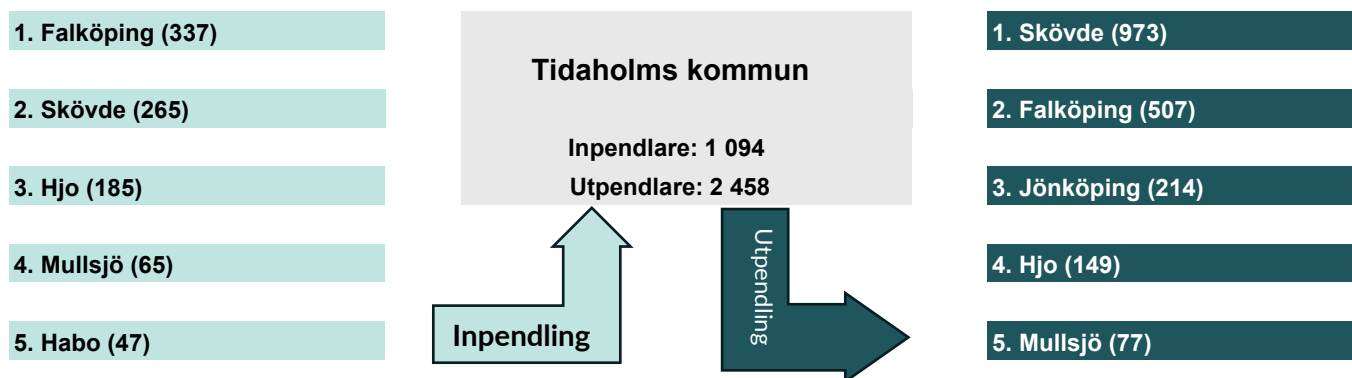 1. Falköping (337)
2. Skövde (265)
3. Hjo (185)
4. Mullsjö (65)
5. Habo (47)
Tidaholms kommun
Inpendlare: 1 094
Utpendlare: 2 458
Inpendling
Utpendling
1. Skövde (973)
2. Falköping (507)
3. Jönköping (214)
4. Hjo (149)
5. Mullsjö (77)